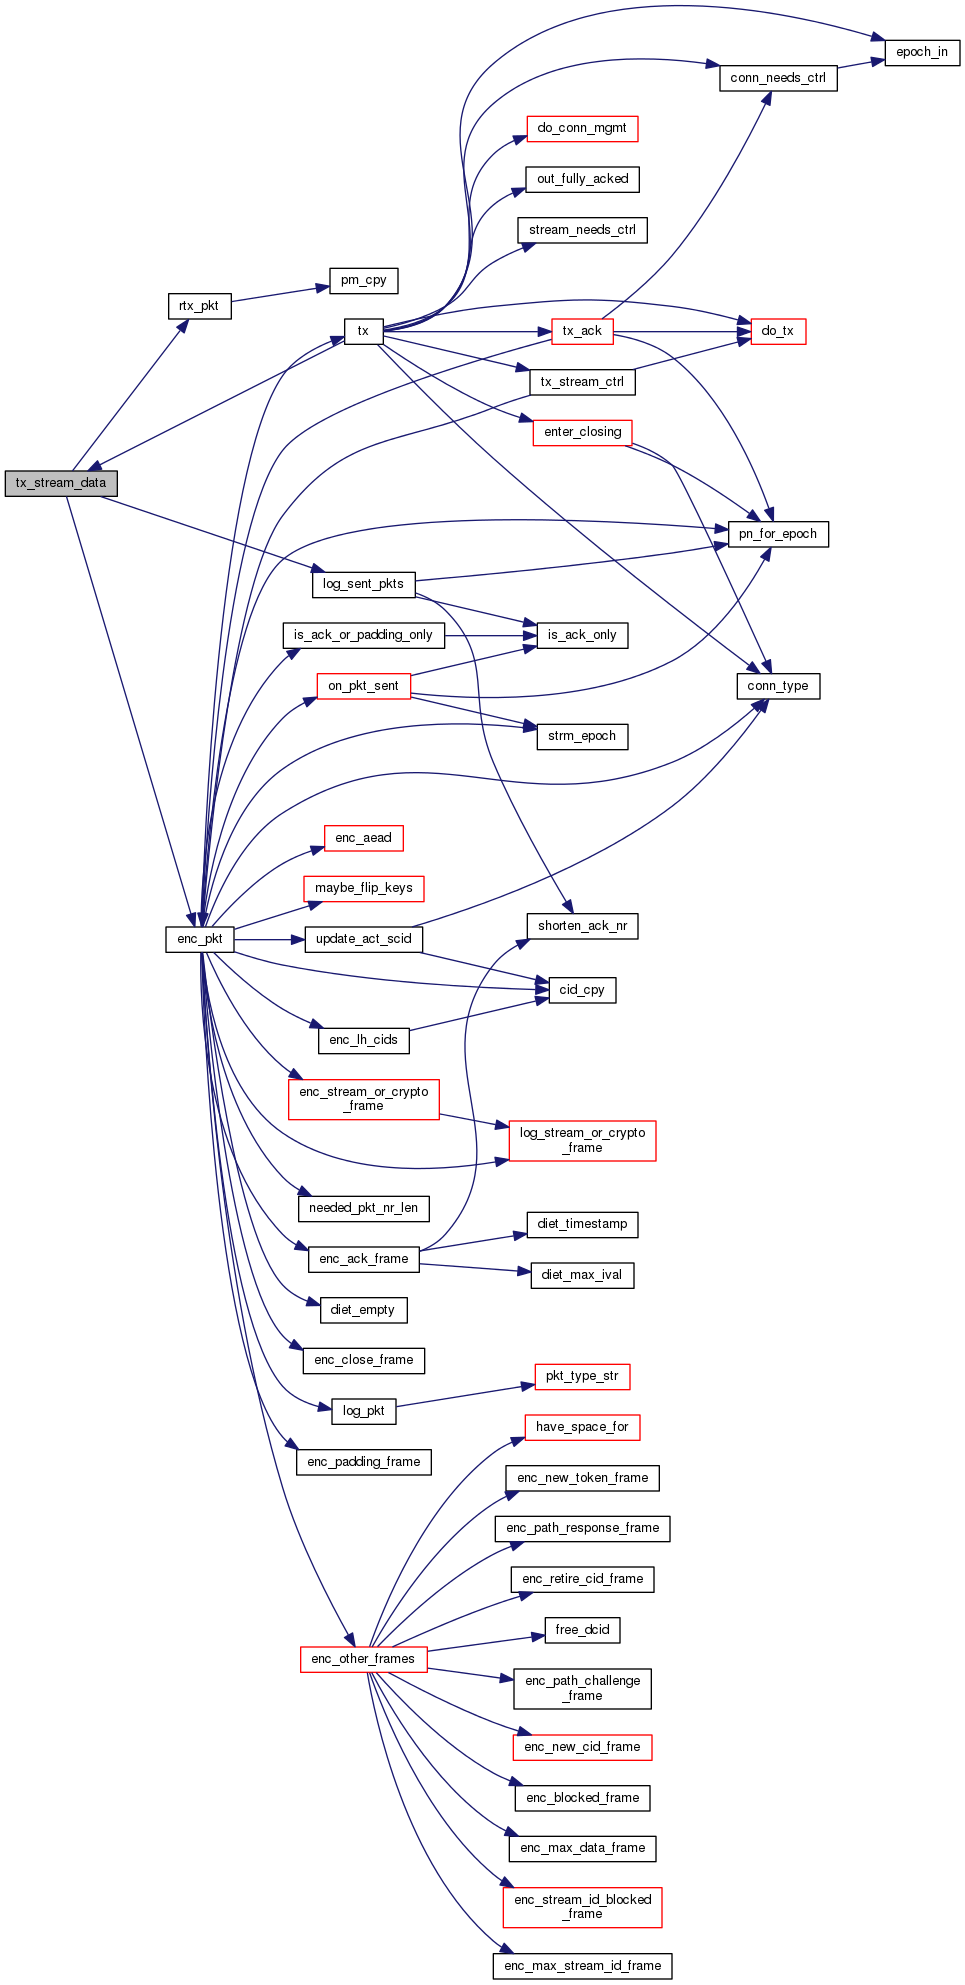 epoch_in
conn_needs_ctrl
do_conn_mgmt
out_fully_acked
stream_needs_ctrl
pm_cpy
rtx_pkt
tx
tx_ack
do_tx
tx_stream_ctrl
enter_closing
tx_stream_data
pn_for_epoch
log_sent_pkts
is_ack_or_padding_only
is_ack_only
on_pkt_sent
conn_type
strm_epoch
enc_aead
maybe_flip_keys
shorten_ack_nr
enc_pkt
update_act_scid
cid_cpy
enc_lh_cids
enc_stream_or_crypto
_frame
log_stream_or_crypto
_frame
needed_pkt_nr_len
diet_timestamp
enc_ack_frame
diet_max_ival
diet_empty
enc_close_frame
pkt_type_str
log_pkt
have_space_for
enc_padding_frame
enc_new_token_frame
enc_path_response_frame
enc_retire_cid_frame
free_dcid
enc_other_frames
enc_path_challenge
_frame
enc_new_cid_frame
enc_blocked_frame
enc_max_data_frame
enc_stream_id_blocked
_frame
enc_max_stream_id_frame